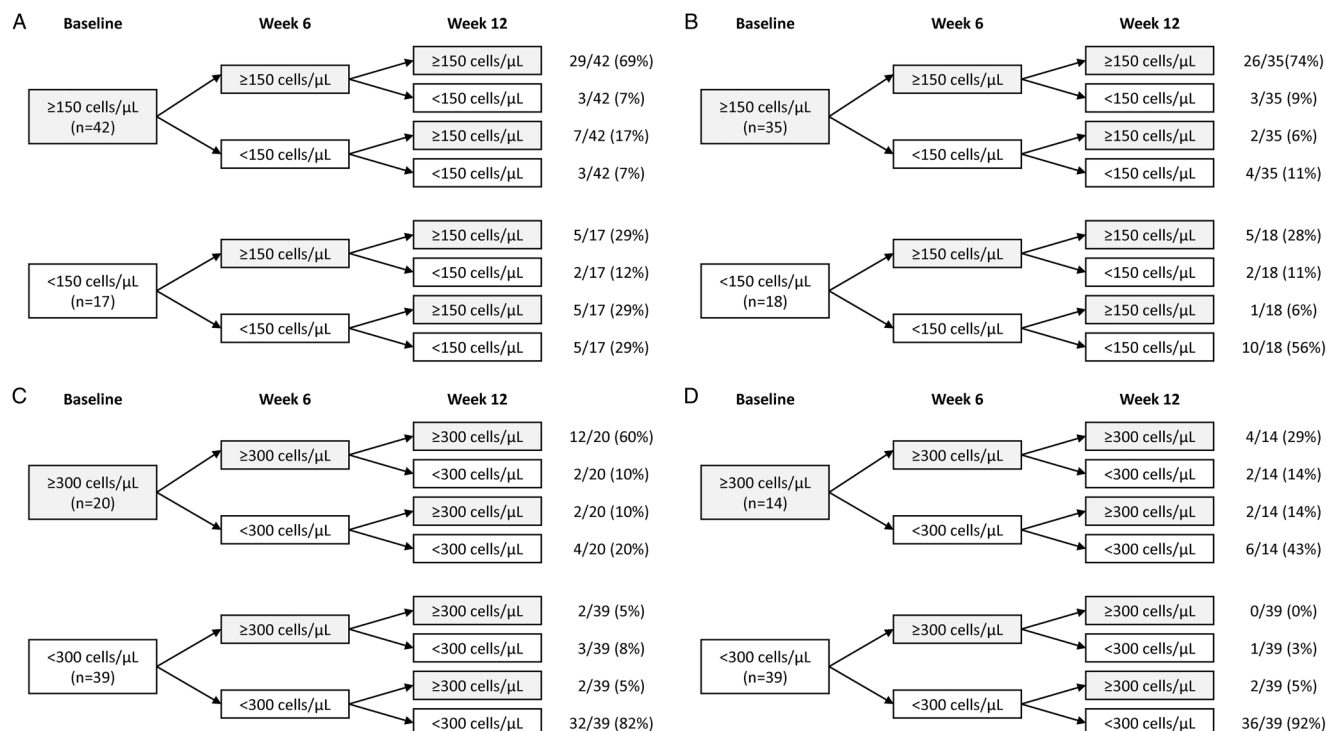 A
Baseline Week 6 Week 12
≥150 cells/μL
(n=42)
≥150 cells/μL
<150 cells/μL
≥150 cells/μL 29/42 (69%)
<150 cells/μL 3/42 (7%)
≥150 cells/μL 7/42 (17%)
<150 cells/μL 3/42 (7%)
<150 cells/μL
(n=17)
≥150 cells/μL
<150 cells/μL
≥150 cells/μL 5/17 (29%)
<150 cells/μL 2/17 (12%)
≥150 cells/μL 5/17 (29%)
<150 cells/μL 5/17 (29%)
B
Baseline Week 6 Week 12
≥150 cells/μL
(n=35)
≥150 cells/μL
<150 cells/μL
≥150 cells/μL 26/35(74%)
<150 cells/μL 3/35 (9%)
≥150 cells/μL 2/35 (6%)
<150 cells/μL 4/35 (11%)
<150 cells/μL
(n=18)
≥150 cells/μL
<150 cells/μL
≥150 cells/μL 5/18 (28%)
<150 cells/μL 2/18 (11%)
≥150 cells/μL 1/18 (6%)
<150 cells/μL 10/18 (56%)
C
Baseline Week 6 Week 12
≥300 cells/μL
(n=20)
≥300 cells/μL
<300 cells/μL
≥300 cells/μL 12/20 (60%)
<300 cells/μL 2/20 (10%)
≥300 cells/μL 2/20 (10%)
<300 cells/μL 4/20 (20%)
<300 cells/μL
(n=39)
≥300 cells/μL
<300 cells/μL
≥300 cells/μL 2/39 (5%)
<300 cells/μL 3/39 (8%)
≥300 cells/μL 2/39 (5%)
<300 cells/μL 32/39 (82%)
D
Baseline Week 6 Week 12
≥300 cells/μL
(n=14)
≥300 cells/μL
<300 cells/μL
≥300 cells/μL 4/14 (29%)
<300 cells/μL 2/14 (14%)
≥300 cells/μL 2/14 (14%)
<300 cells/μL 6/14 (43%)
<300 cells/μL
(n=39)
≥300 cells/μL
<300 cells/μL
≥300 cells/μL 0/39 (0%)
<300 cells/μL 1/39 (3%)
≥300 cells/μL 2/39 (5%)
<300 cells/μL 36/39 (92%)